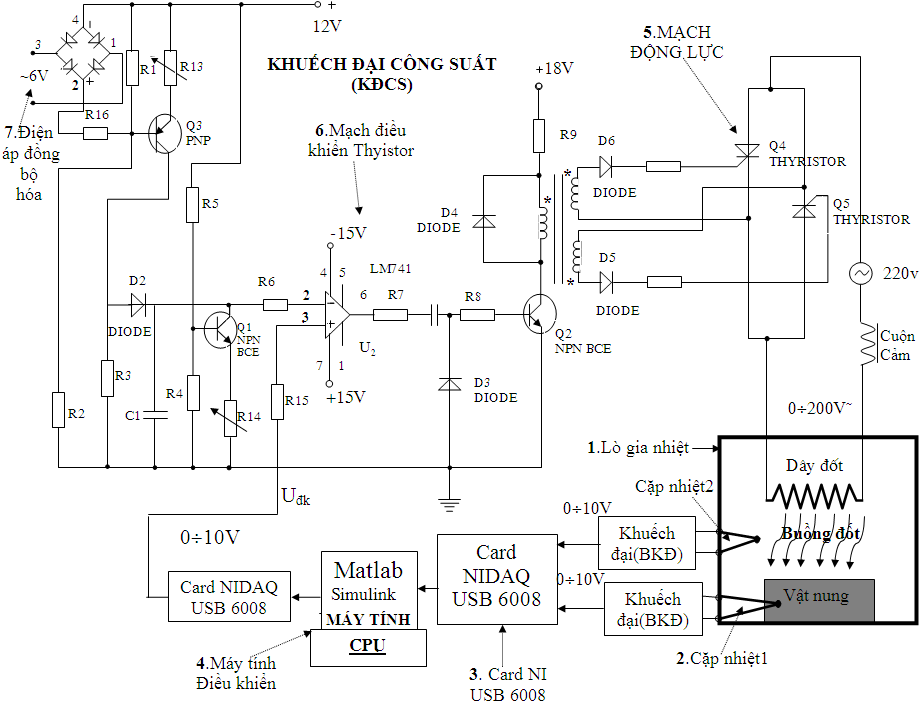 12V
+
4
3
1
2
+
~6V
R16
7.Điện
áp đồng
bộ
hóa
R1
R13
Q3
PNP
KHUẾCH ĐẠI CÔNG SUẤT
(KĐCS)
6.Mạch điều
khiển Thyistor
5.MẠCH
ĐỘNG LỰC
+18V
R9
D6
DIODE
*
*
D4
DIODE
D5
DIODE
Q4
THYRISTOR
Q5
THYRISTOR
220v
Cuộn
Cảm
0÷200V~
R5
-15V
4
5
LM741
R6
2
3
6
R7
R8
U2
7
1
+15V
Q2
NPN BCE
D2
DIODE
Q1
NPN
BCE
R2
R3
C1
R4
R14
R15
D3
DIODE
Uđk
0÷10V
1.Lò gia nhiệt
Dây đốt
Cặp nhiệt2
Buồng đốt
Vật nung
0÷10V
Khuếch
đại(BKĐ)
0÷10V
Khuếch
đại(BKĐ)
2.Cặp nhiệt1
Card
NIDAQ
USB 6008
3. Card NI
USB 6008
Matlab
Simulink
MÁY TÍNH
CPU
4.Máy tính
Điều khiển
Card NIDAQ
USB 6008